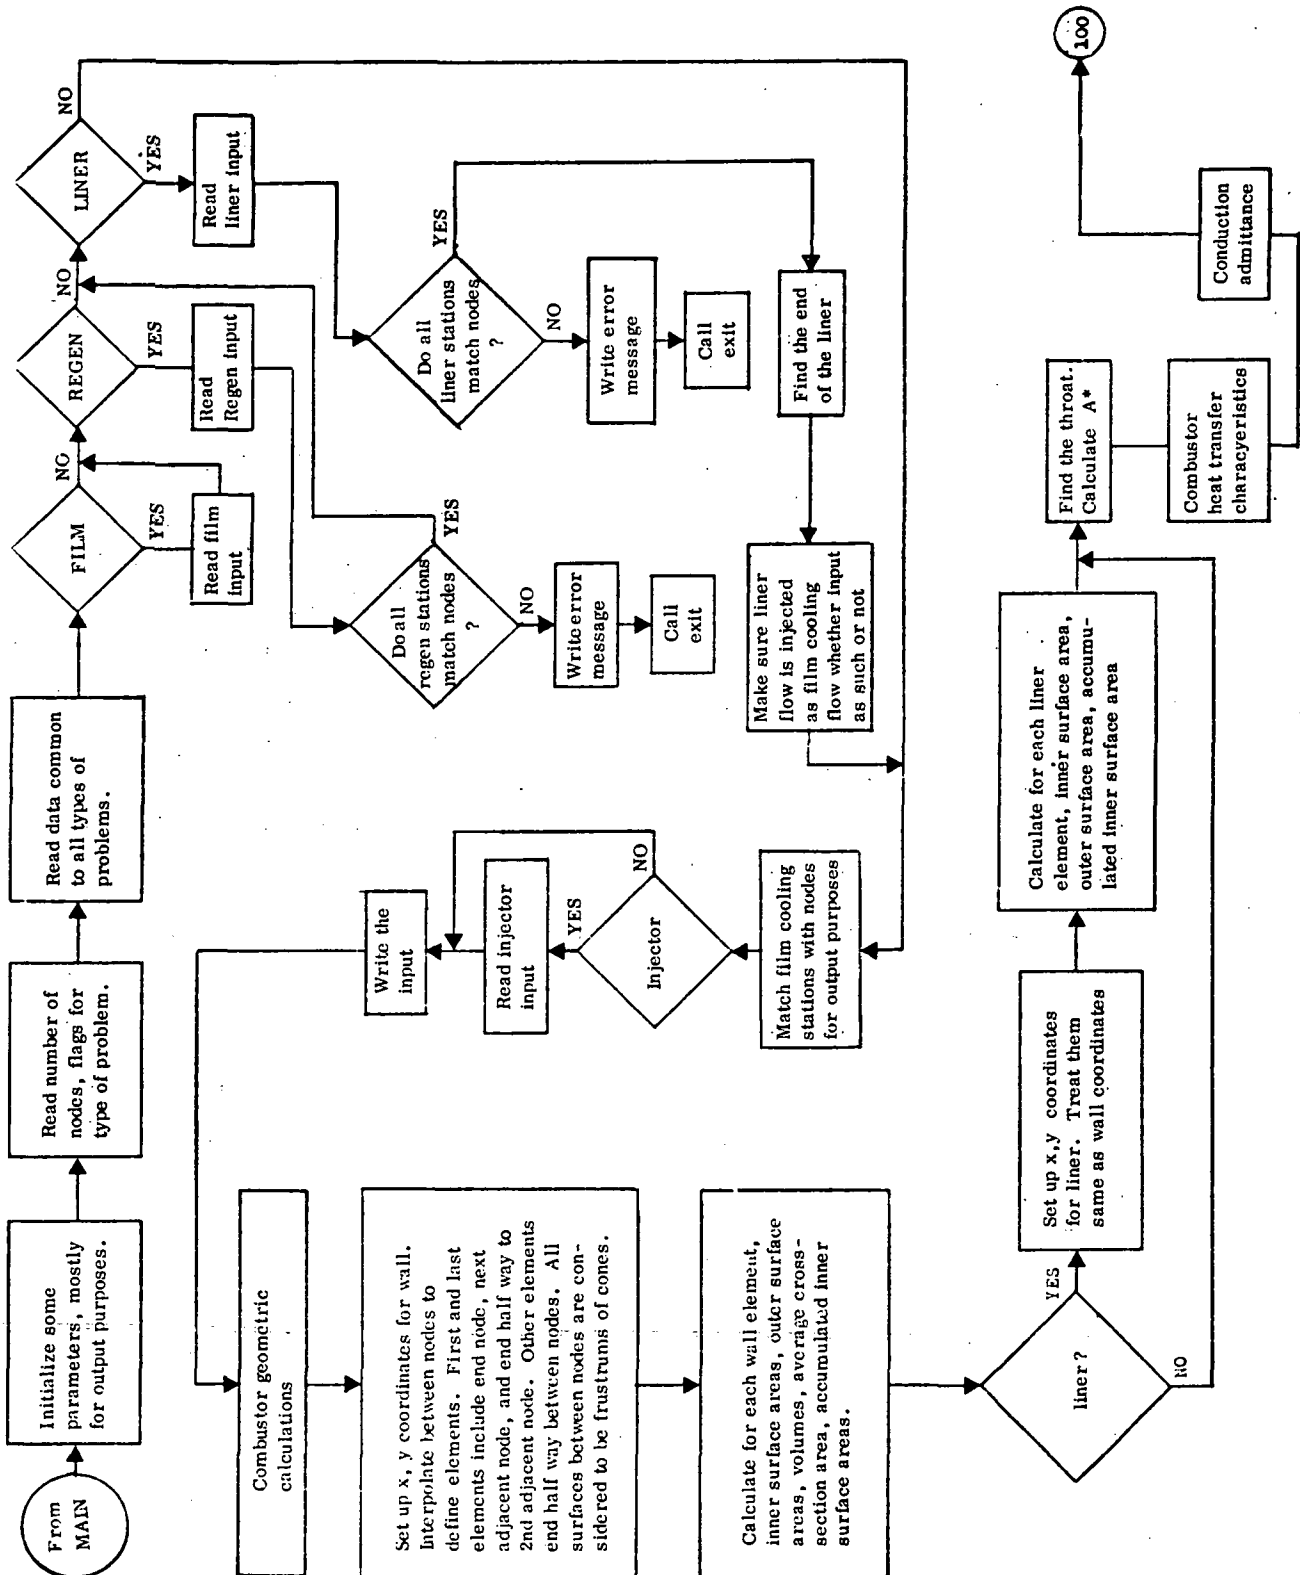 From
MAIN
Initialize some
parameters, mostly
for output purposes.
Read number of
nodes, flags for
type of problem.
Read data common
to all types of
problems.
FILM
NO
YES
Read film
input
REGEN
NO
YES
Read
Regen input
LINER
NO
YES
Read
liner input
Do all
regen stations
match nodes
?
YES
NO
Write error
message
Call
exit
Do all
liner stations
match nodes
?
YES
NO
Write error
message
Call
exit
Find the end
of the liner
Make sure liner
flow is injected
as film cooling
flow whether input
as such or not
Match film cooling
stations with nodes
for output purposes
Injector
NO
YES
Read injector
input
Write the
input
Combustor geometric
calculations
Set up x, y coordinates for wall.
Interpolate between nodes to
define elements. First and last
elements include end node, next
adjacent node, and end half way to
2nd adjacent node. Other elements
end half way between nodes. All
surfaces between nodes are con-
sidered to be frustrums of cones.
Calculate for each wall element,
inner surface areas, outer surface
areas, volumes, average cross-
section area, accumulated inner
surface areas.
liner?
YES
NO
Set up x,y coordinates
for liner. Treat them
same as wall coordinates
Calculate for each liner
element, inner surface area,
outer surface area, accumu-
lated inner surface area
Find the throat.
Calculate A*
Combustor
heat transfer
characyeristics
Conduction
admittance
100